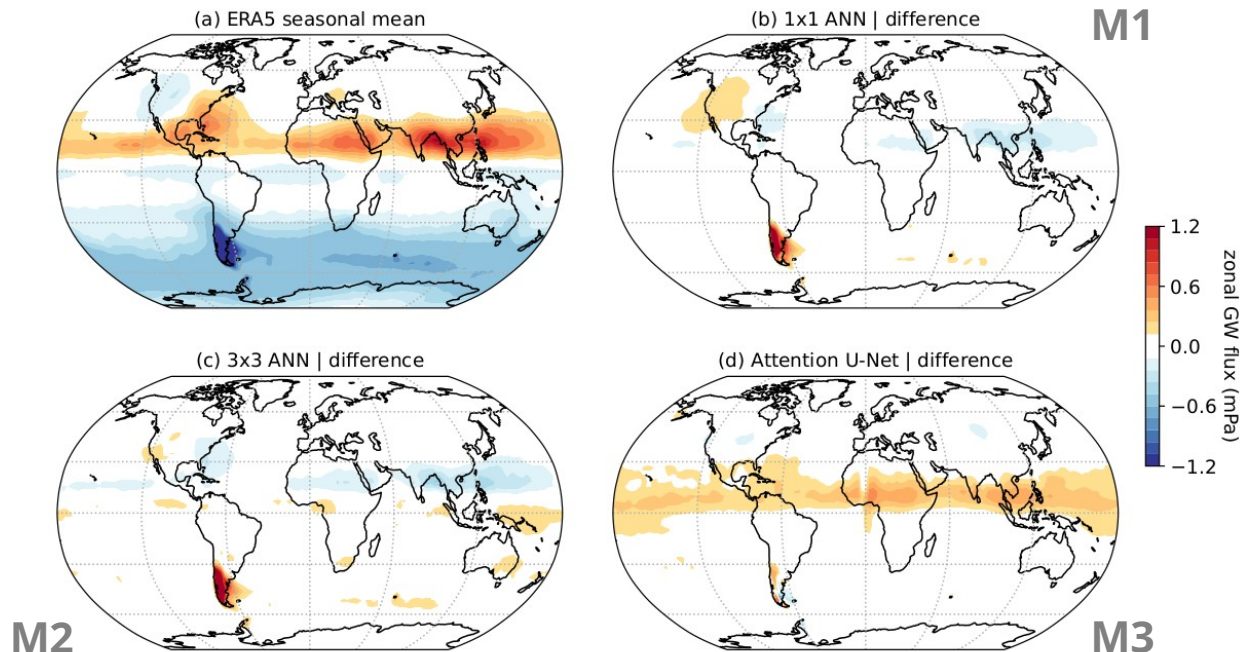 (a) ERA5 seasonal mean
(b) 1x1 ANN | difference
M1
1.2
0.6
0.0
−0.6
−1.2
zonal GW flux (mPa)
(c) 3x3 ANN | difference
(d) Attention U-Net | difference
M2
M3